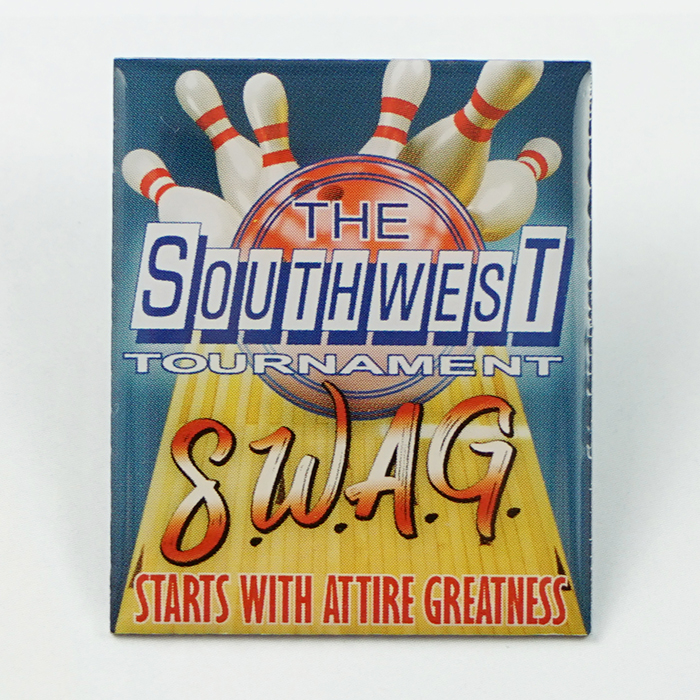 THE
SOUTHWEST
TOURNAMENT
S.W.A.G.
STARTS WITH ATTIRE GREATNESS